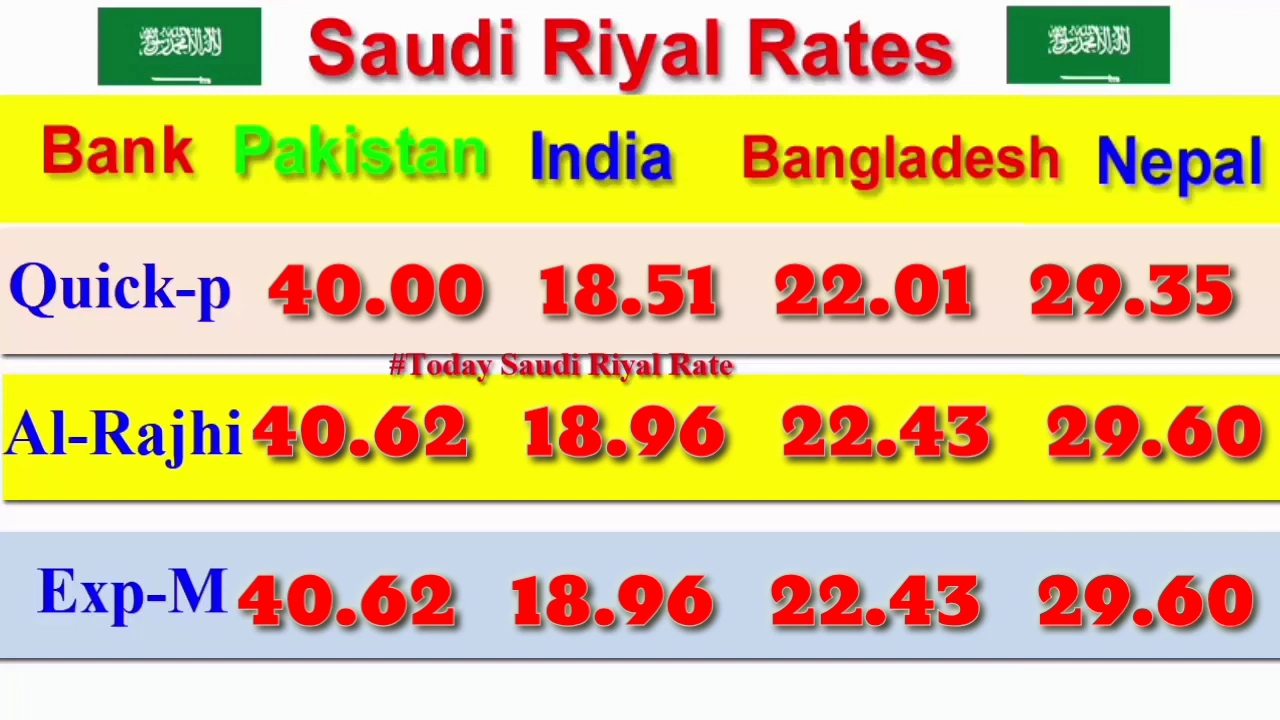 Saudi Riyal Rates
Bank Pakistan India Bangladesh Nepal
Quick-p 40.00 18.51 22.01 29.35
#Today Saudi Riyal Rate
Al-Rajhi 40.62 18.96 22.43 29.60
Exp-M 40.62 18.96 22.43 29.60